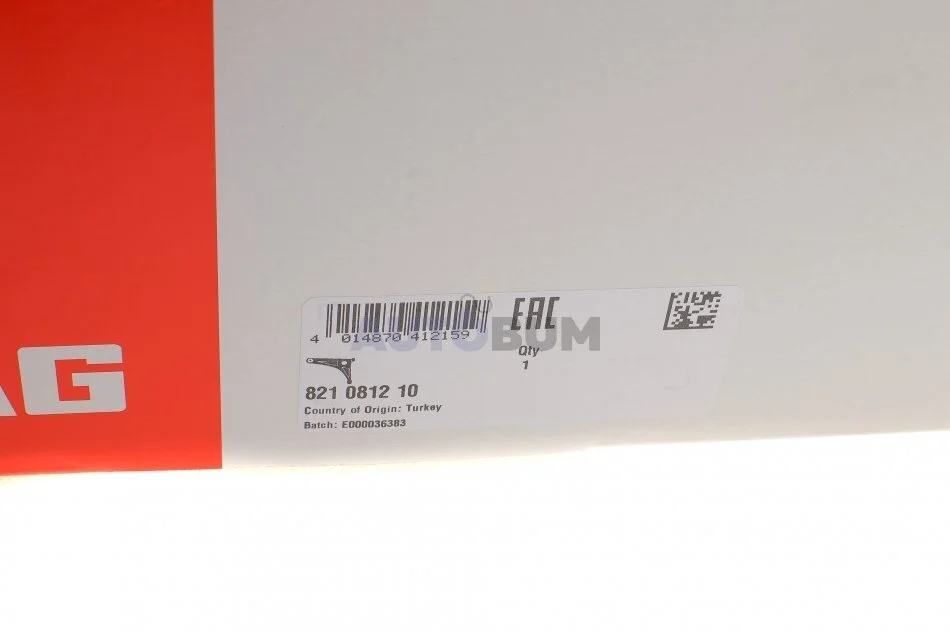 AG
4 014870 412159
EAC
AUTOBUM
Qty
1
821 0812 10
Country of Origin: Turkey
Batch: E000036383